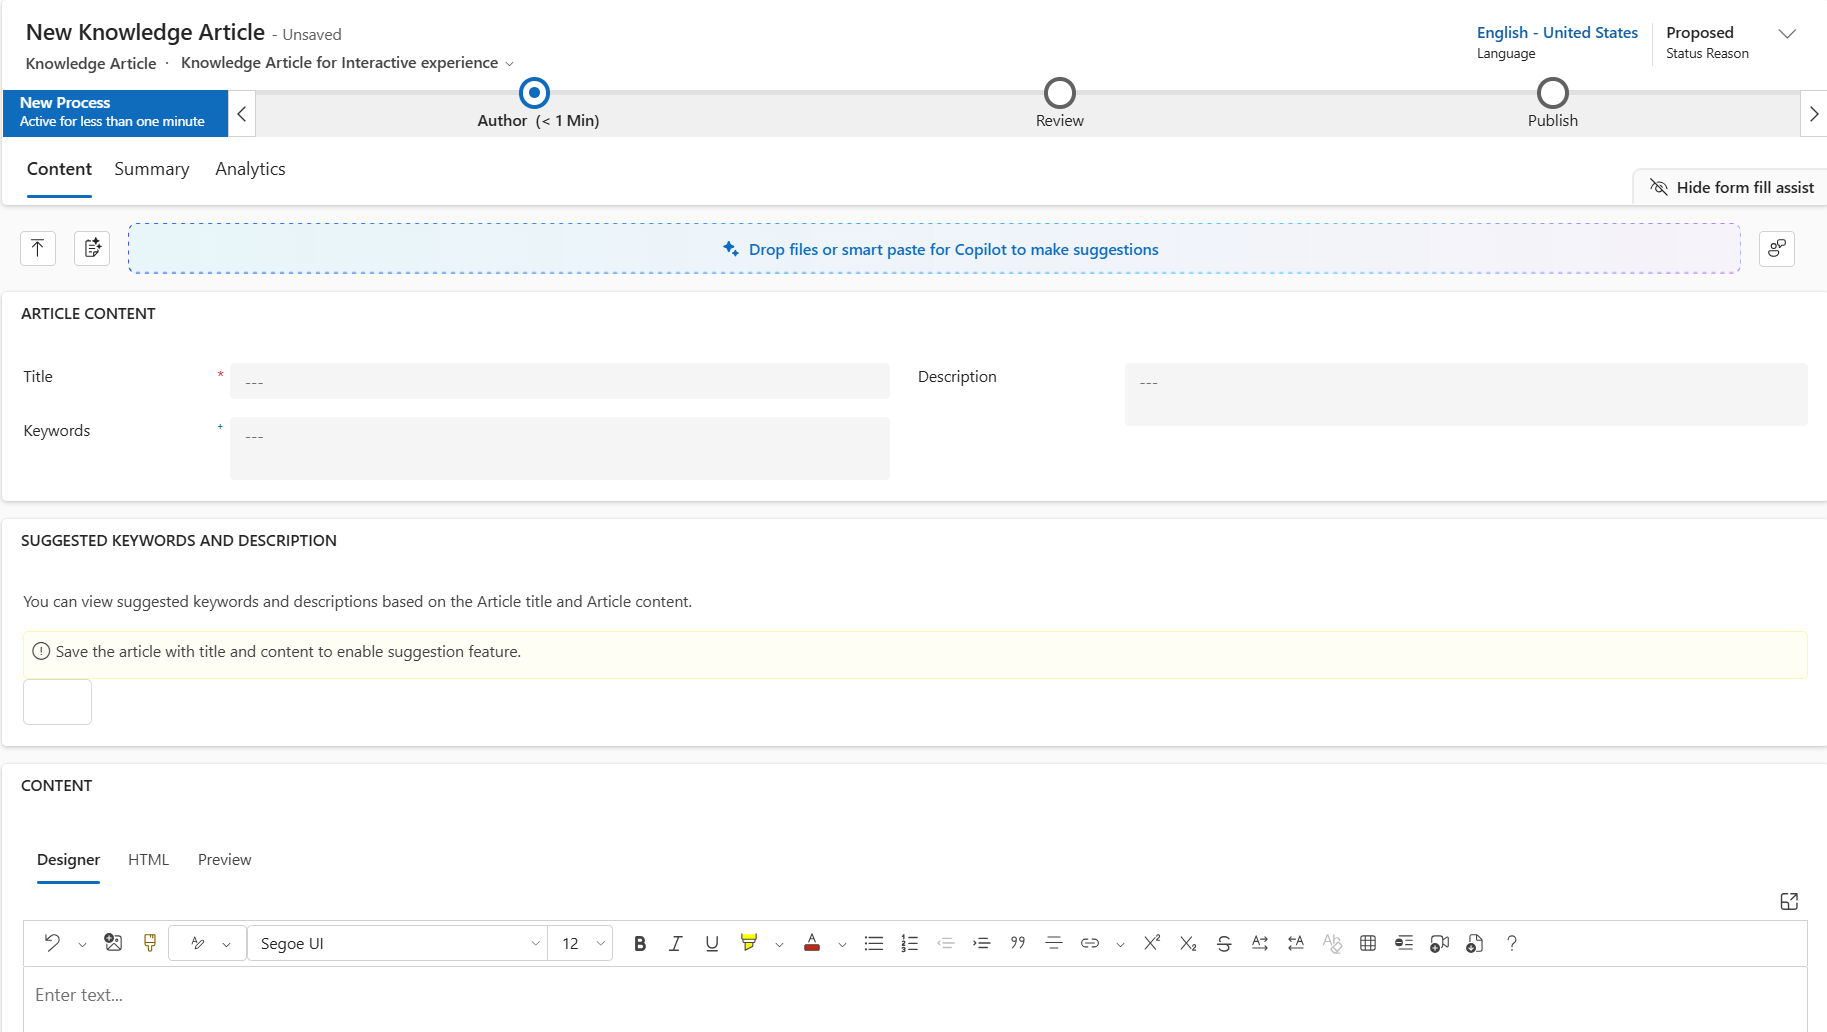 New Knowledge Article - Unsaved
Knowledge Article · Knowledge Article for Interactive experience
English - United States
Language
Proposed
Status Reason
New Process
Active for less than one minute
Author (< 1 Min)
Review
Publish
Content Summary Analytics
Hide form fill assist
Drop files or smart paste for Copilot to make suggestions
ARTICLE CONTENT
Title * ---
Description ---
Keywords + ---
SUGGESTED KEYWORDS AND DESCRIPTION
You can view suggested keywords and descriptions based on the Article title and Article content.
Save the article with title and content to enable suggestion feature.
CONTENT
Designer HTML Preview
Segoe UI 12
Enter text...